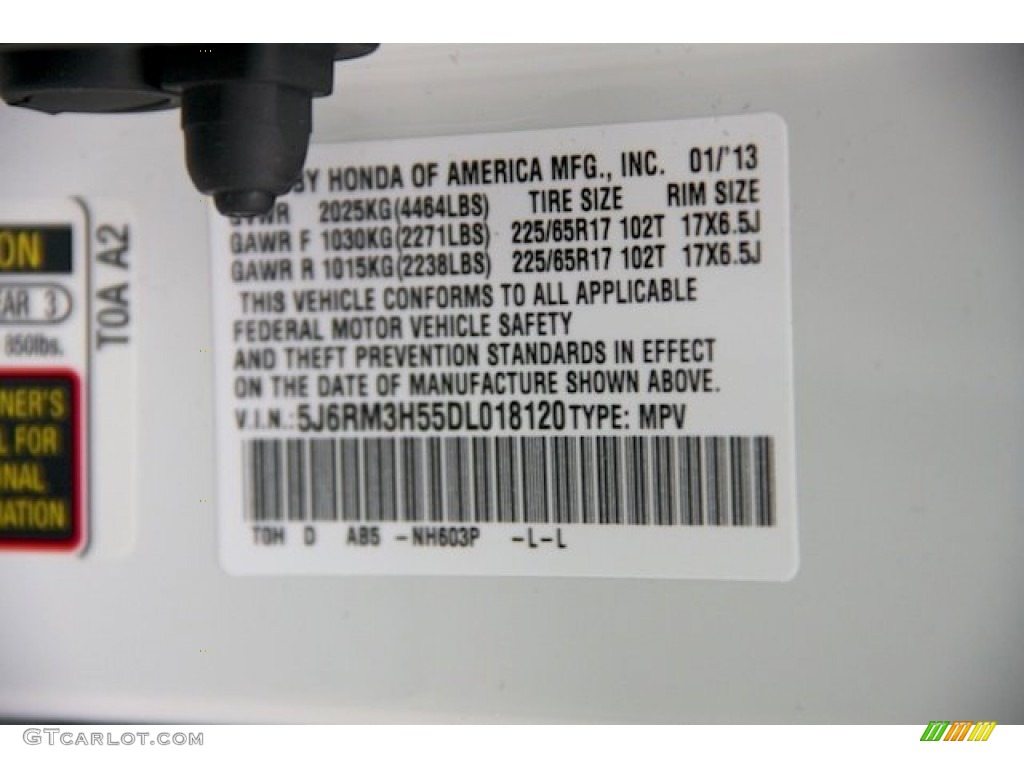 BY HONDA OF AMERICA MFG., INC. 01/'13
GVWR 2025KG(4464LBS) TIRE SIZE RIM SIZE
GAWR F 1030KG(2271LBS) 225/65R17 102T 17X6.5J
GAWR R 1015KG(2238LBS) 225/65R17 102T 17X6.5J
THIS VEHICLE CONFORMS TO ALL APPLICABLE
FEDERAL MOTOR VEHICLE SAFETY
AND THEFT PREVENTION STANDARDS IN EFFECT
ON THE DATE OF MANUFACTURE SHOWN ABOVE.
V.I.N.: 5J6RM3H55DL018120 TYPE: MPV
T0H D AB5 -NH603P -L-L
ON
EAR 3
850lbs.
NER'S
L FOR
NAL
MATION
T0A A2
GTCARLOT.COM